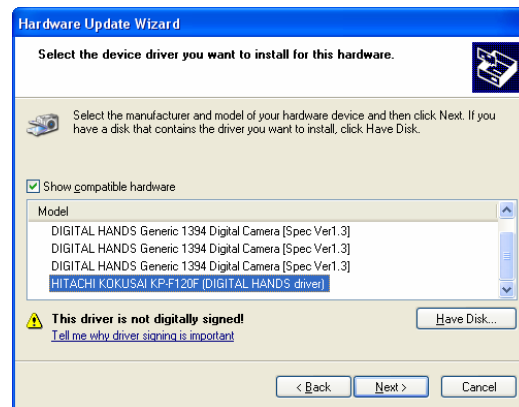 Hardware Update Wizard
Select the device driver you want to install for this hardware.
Select the manufacturer and model of your hardware device and then click Next. If you
have a disk that contains the driver you want to install, click Have Disk.
Show compatible hardware
Model
DIGITAL HANDS Generic 1394 Digital Camera [Spec Ver1.3]
DIGITAL HANDS Generic 1394 Digital Camera [Spec Ver1.3]
DIGITAL HANDS Generic 1394 Digital Camera [Spec Ver1.3]
HITACHI KOKUSAI KP-F120F (DIGITAL HANDS driver)
This driver is not digitally signed!
Have Disk...
Tell me why driver signing is important
< Back
Next >
Cancel